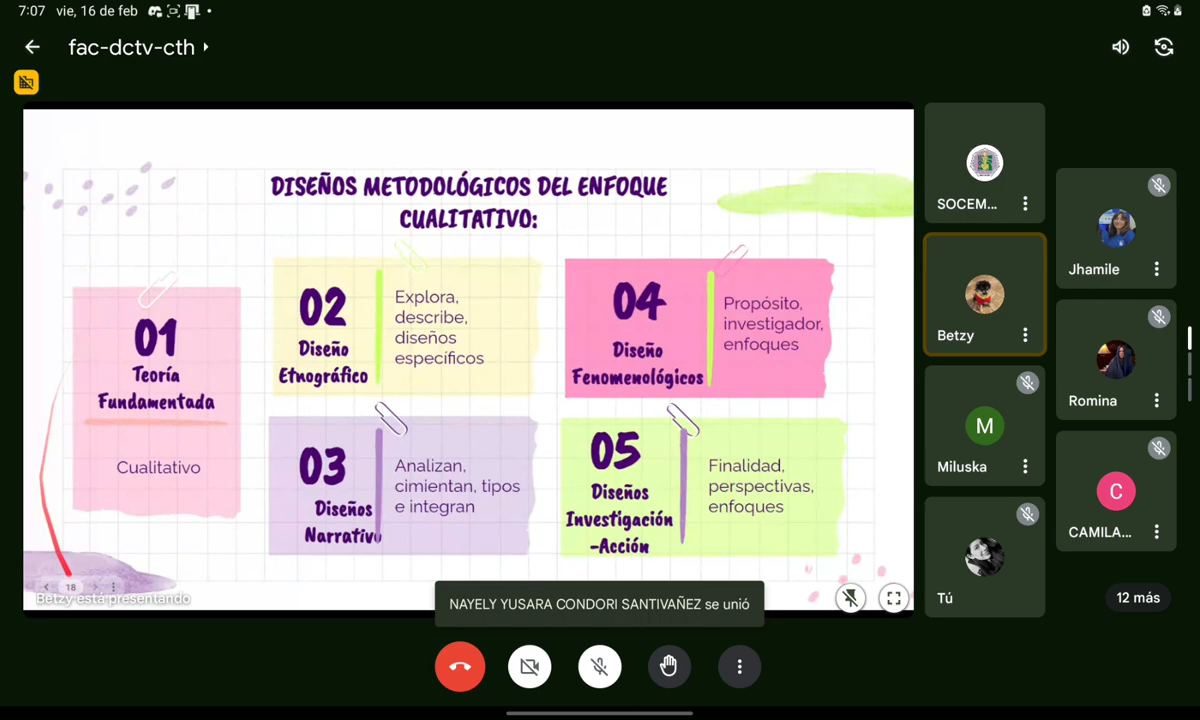 7:07 vie, 16 de feb
fac-dctv-cth
DISEÑOS METODOLÓGICOS DEL ENFOQUE
CUALITATIVO:
01
Teoría
Fundamentada
Cualitativo
02
Diseño
Etnográfico
Explora,
describe,
diseños
específicos
03
Diseños
Narrativo
Analizan,
cimientan, tipos
e integran
04
Diseño
Fenomenológicos
Propósito,
investigador,
enfoques
05
Diseños
Investigación
-Acción
Finalidad,
perspectivas,
enfoques
18
Betzy está presentando
NAYELY YUSARA CONDORI SANTIVAÑEZ se unió
SOCEM...
Betzy
M
Miluska
Tú
Jhamile
Romina
C
CAMILA...
12 más